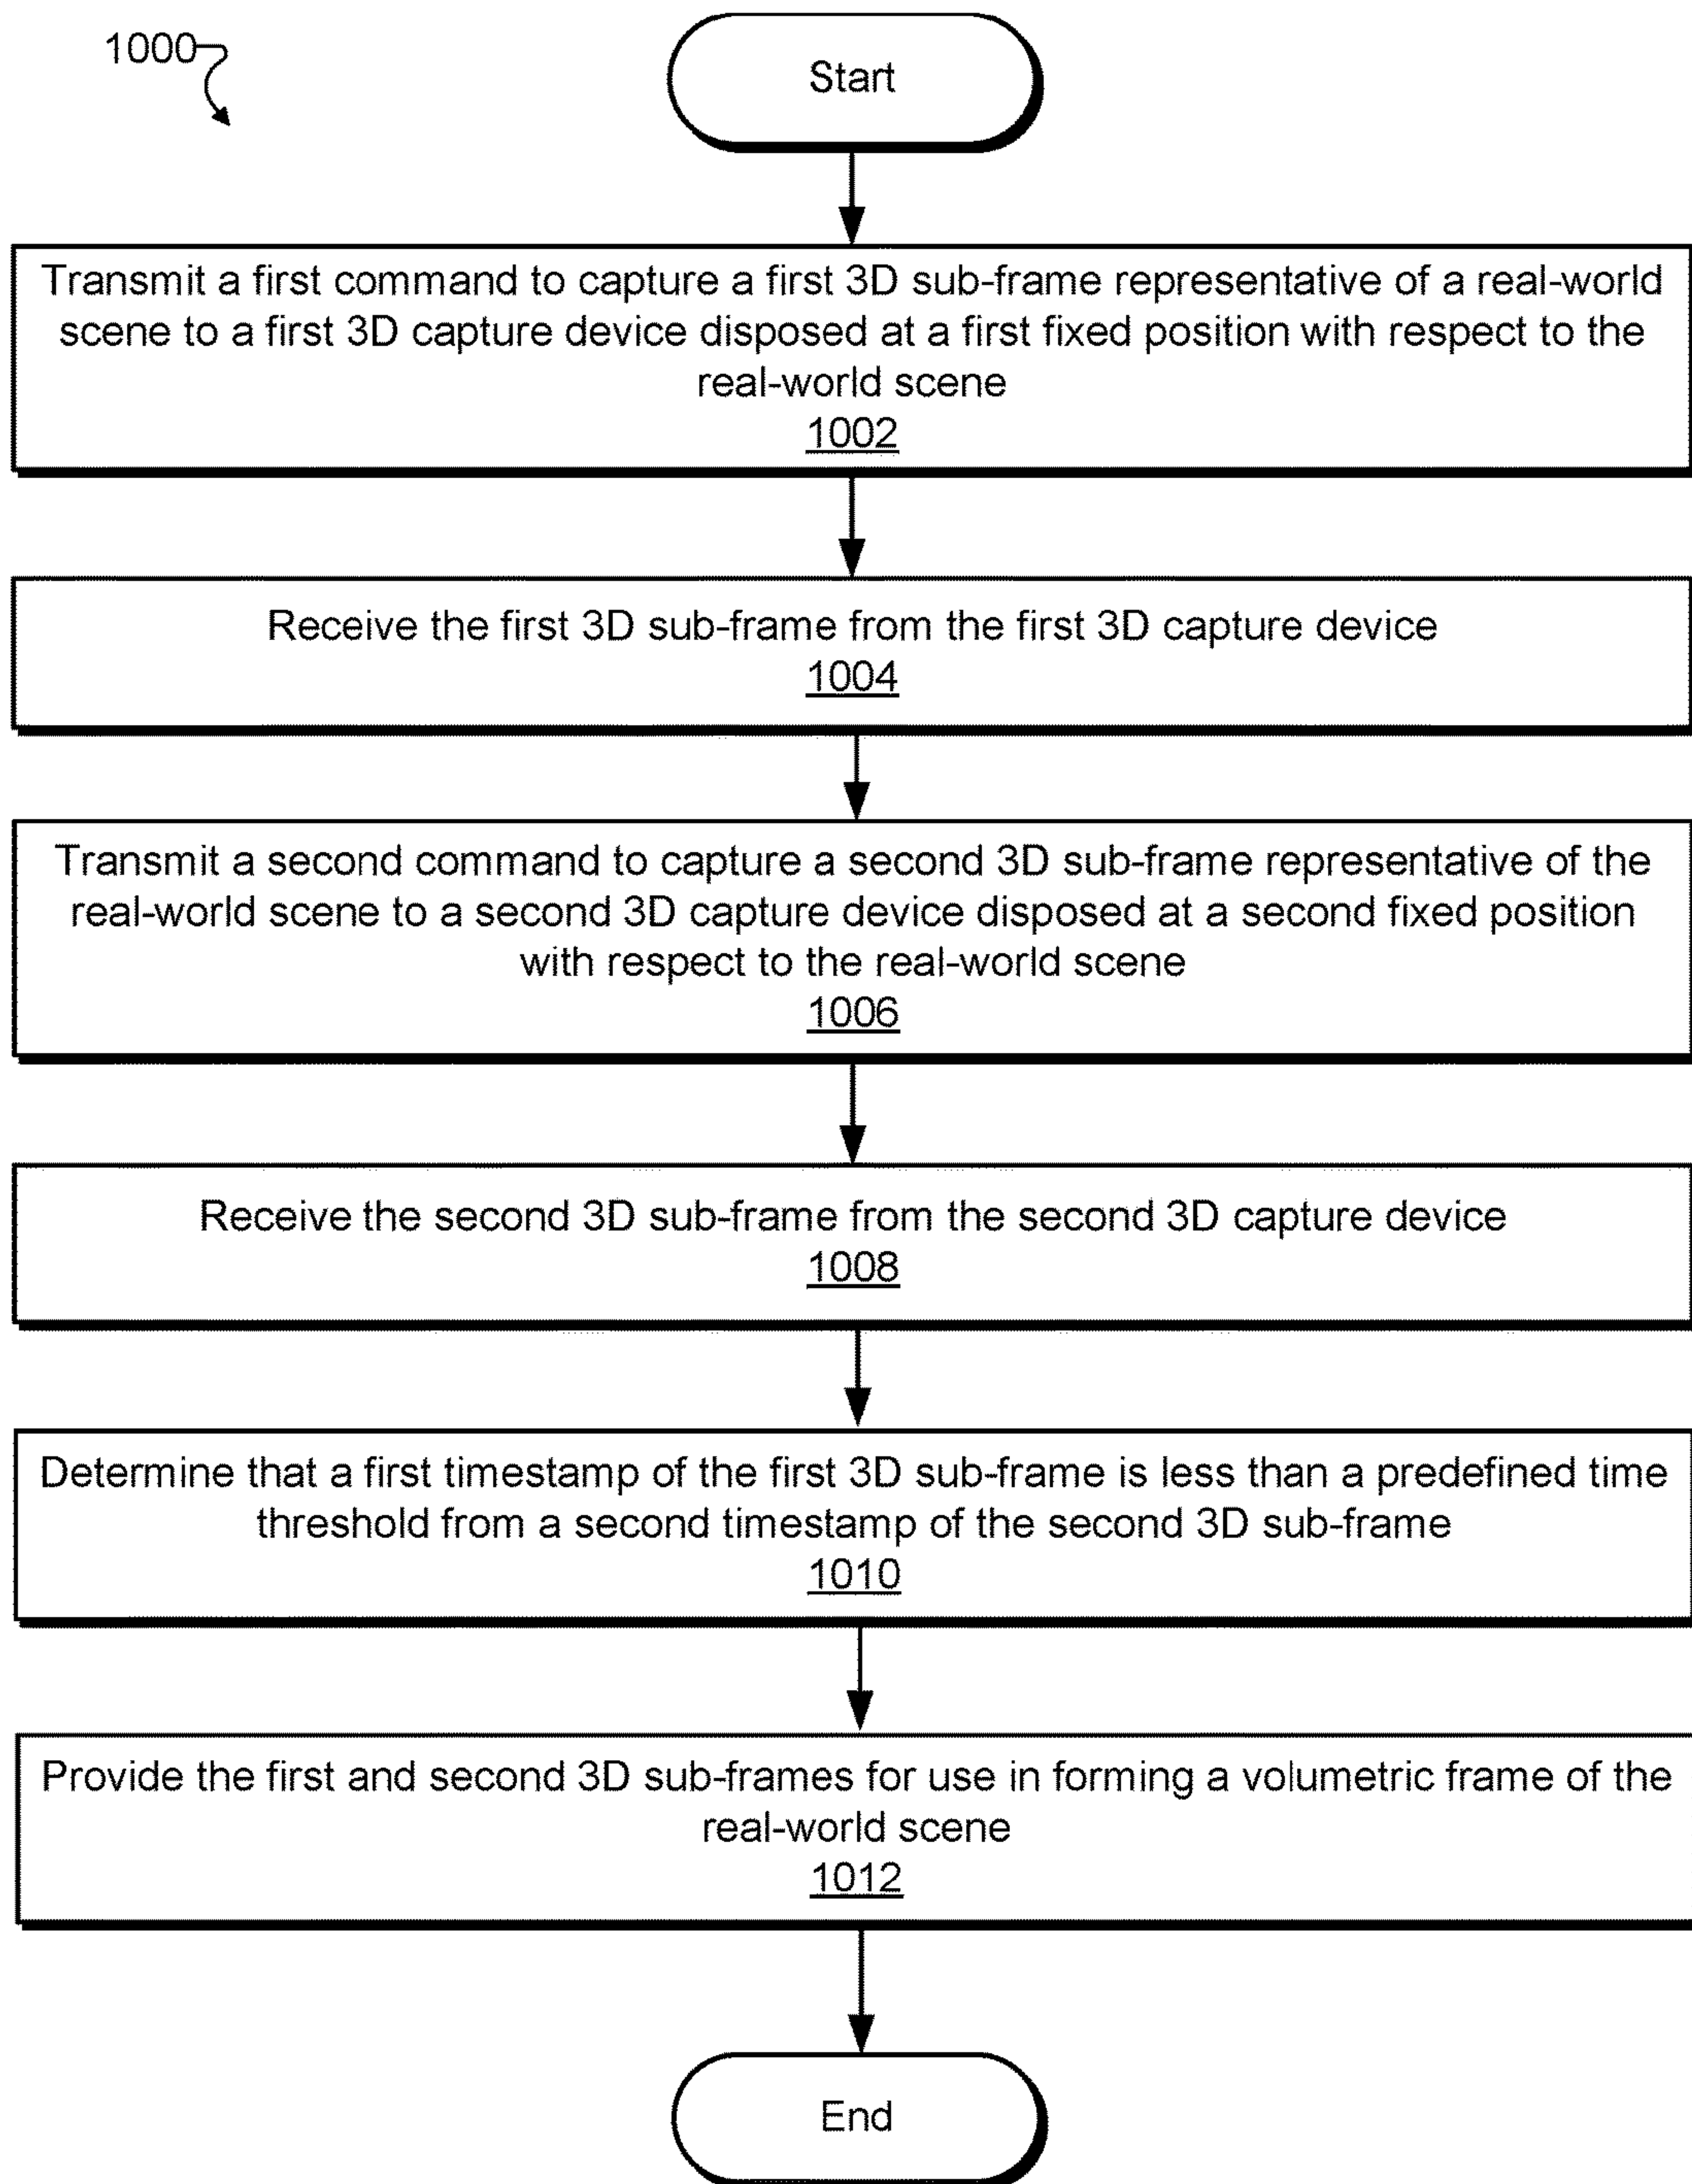 1000
Start
Transmit a first command to capture a first 3D sub-frame representative of a real-world
scene to a first 3D capture device disposed at a first fixed position with respect to the
real-world scene
1002
Receive the first 3D sub-frame from the first 3D capture device
1004
Transmit a second command to capture a second 3D sub-frame representative of the
real-world scene to a second 3D capture device disposed at a second fixed position
with respect to the real-world scene
1006
Receive the second 3D sub-frame from the second 3D capture device
1008
Determine that a first timestamp of the first 3D sub-frame is less than a predefined time
threshold from a second timestamp of the second 3D sub-frame
1010
Provide the first and second 3D sub-frames for use in forming a volumetric frame of the
real-world scene
1012
End